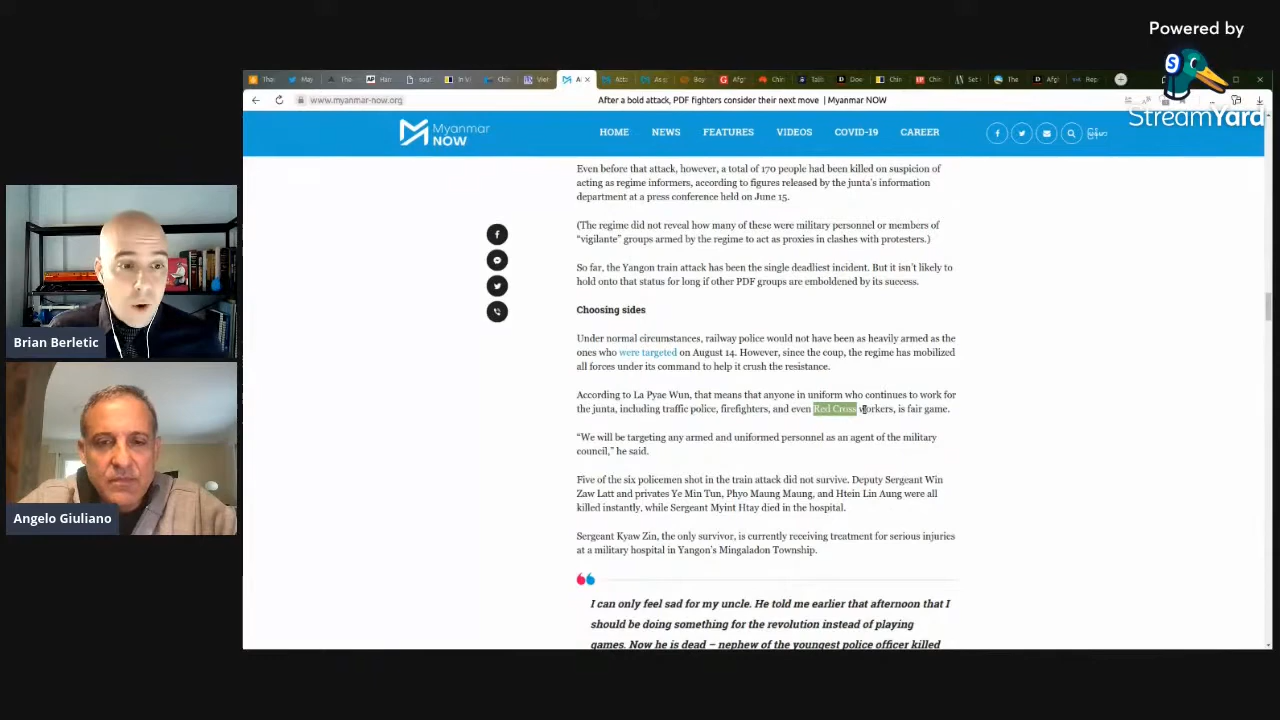 Powered by
StreamYard
www.myanmar-now.org
After a bold attack, PDF fighters consider their next move | Myanmar NOW
Myanmar
NOW
HOME
NEWS
FEATURES
VIDEOS
COVID-19
CAREER
မြန်မာ
Even before that attack, however, a total of 170 people had been killed on suspicion of
acting as regime informers, according to figures released by the junta's information
department at a press conference held on June 15.
(The regime did not reveal how many of these were military personnel or members of
“vigilante” groups armed by the regime to act as proxies in clashes with protesters.)
So far, the Yangon train attack has been the single deadliest incident. But it isn't likely to
hold onto that status for long if other PDF groups are emboldened by its success.
Choosing sides
Under normal circumstances, railway police would not have been as heavily armed as the
ones who were targeted on August 14. However, since the coup, the regime has mobilized
all forces under its command to help it crush the resistance.
According to La Pyae Wun, that means that anyone in uniform who continues to work for
the junta, including traffic police, firefighters, and even Red Cross workers, is fair game.
“We will be targeting any armed and uniformed personnel as an agent of the military
council,” he said.
Five of the six policemen shot in the train attack did not survive. Deputy Sergeant Win
Zaw Latt and privates Ye Min Tun, Phyo Maung Maung, and Htein Lin Aung were all
killed instantly, while Sergeant Myint Htay died in the hospital.
Sergeant Kyaw Zin, the only survivor, is currently receiving treatment for serious injuries
at a military hospital in Yangon's Mingaladon Township.
I can only feel sad for my uncle. He told me earlier that afternoon that I
should be doing something for the revolution instead of playing
games. Now he is dead – nephew of the youngest police officer killed
Brian Berletic
Angelo Giuliano